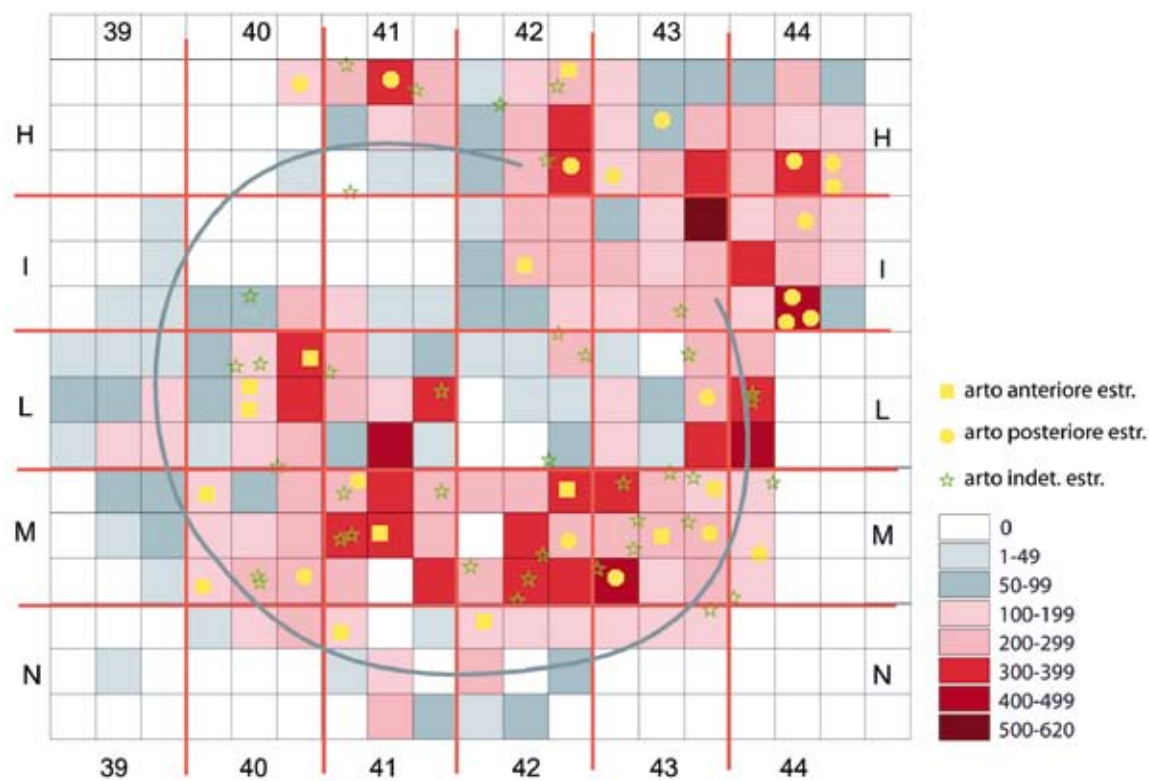 39 40 41 42 43 44
H H
I I
L L
M M
N N
39 40 41 42 43 44
arto anteriore estr.
arto posteriore estr.
arto indet. estr.
0
1-49
50-99
100-199
200-299
300-399
400-499
500-620